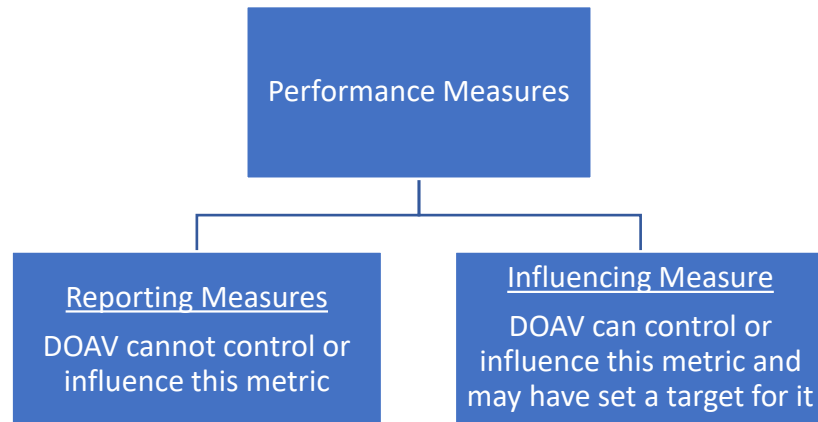 Performance Measures
Reporting Measures
DOAV cannot control or
influence this metric
Influencing Measure
DOAV can control or
influence this metric and
may have set a target for it